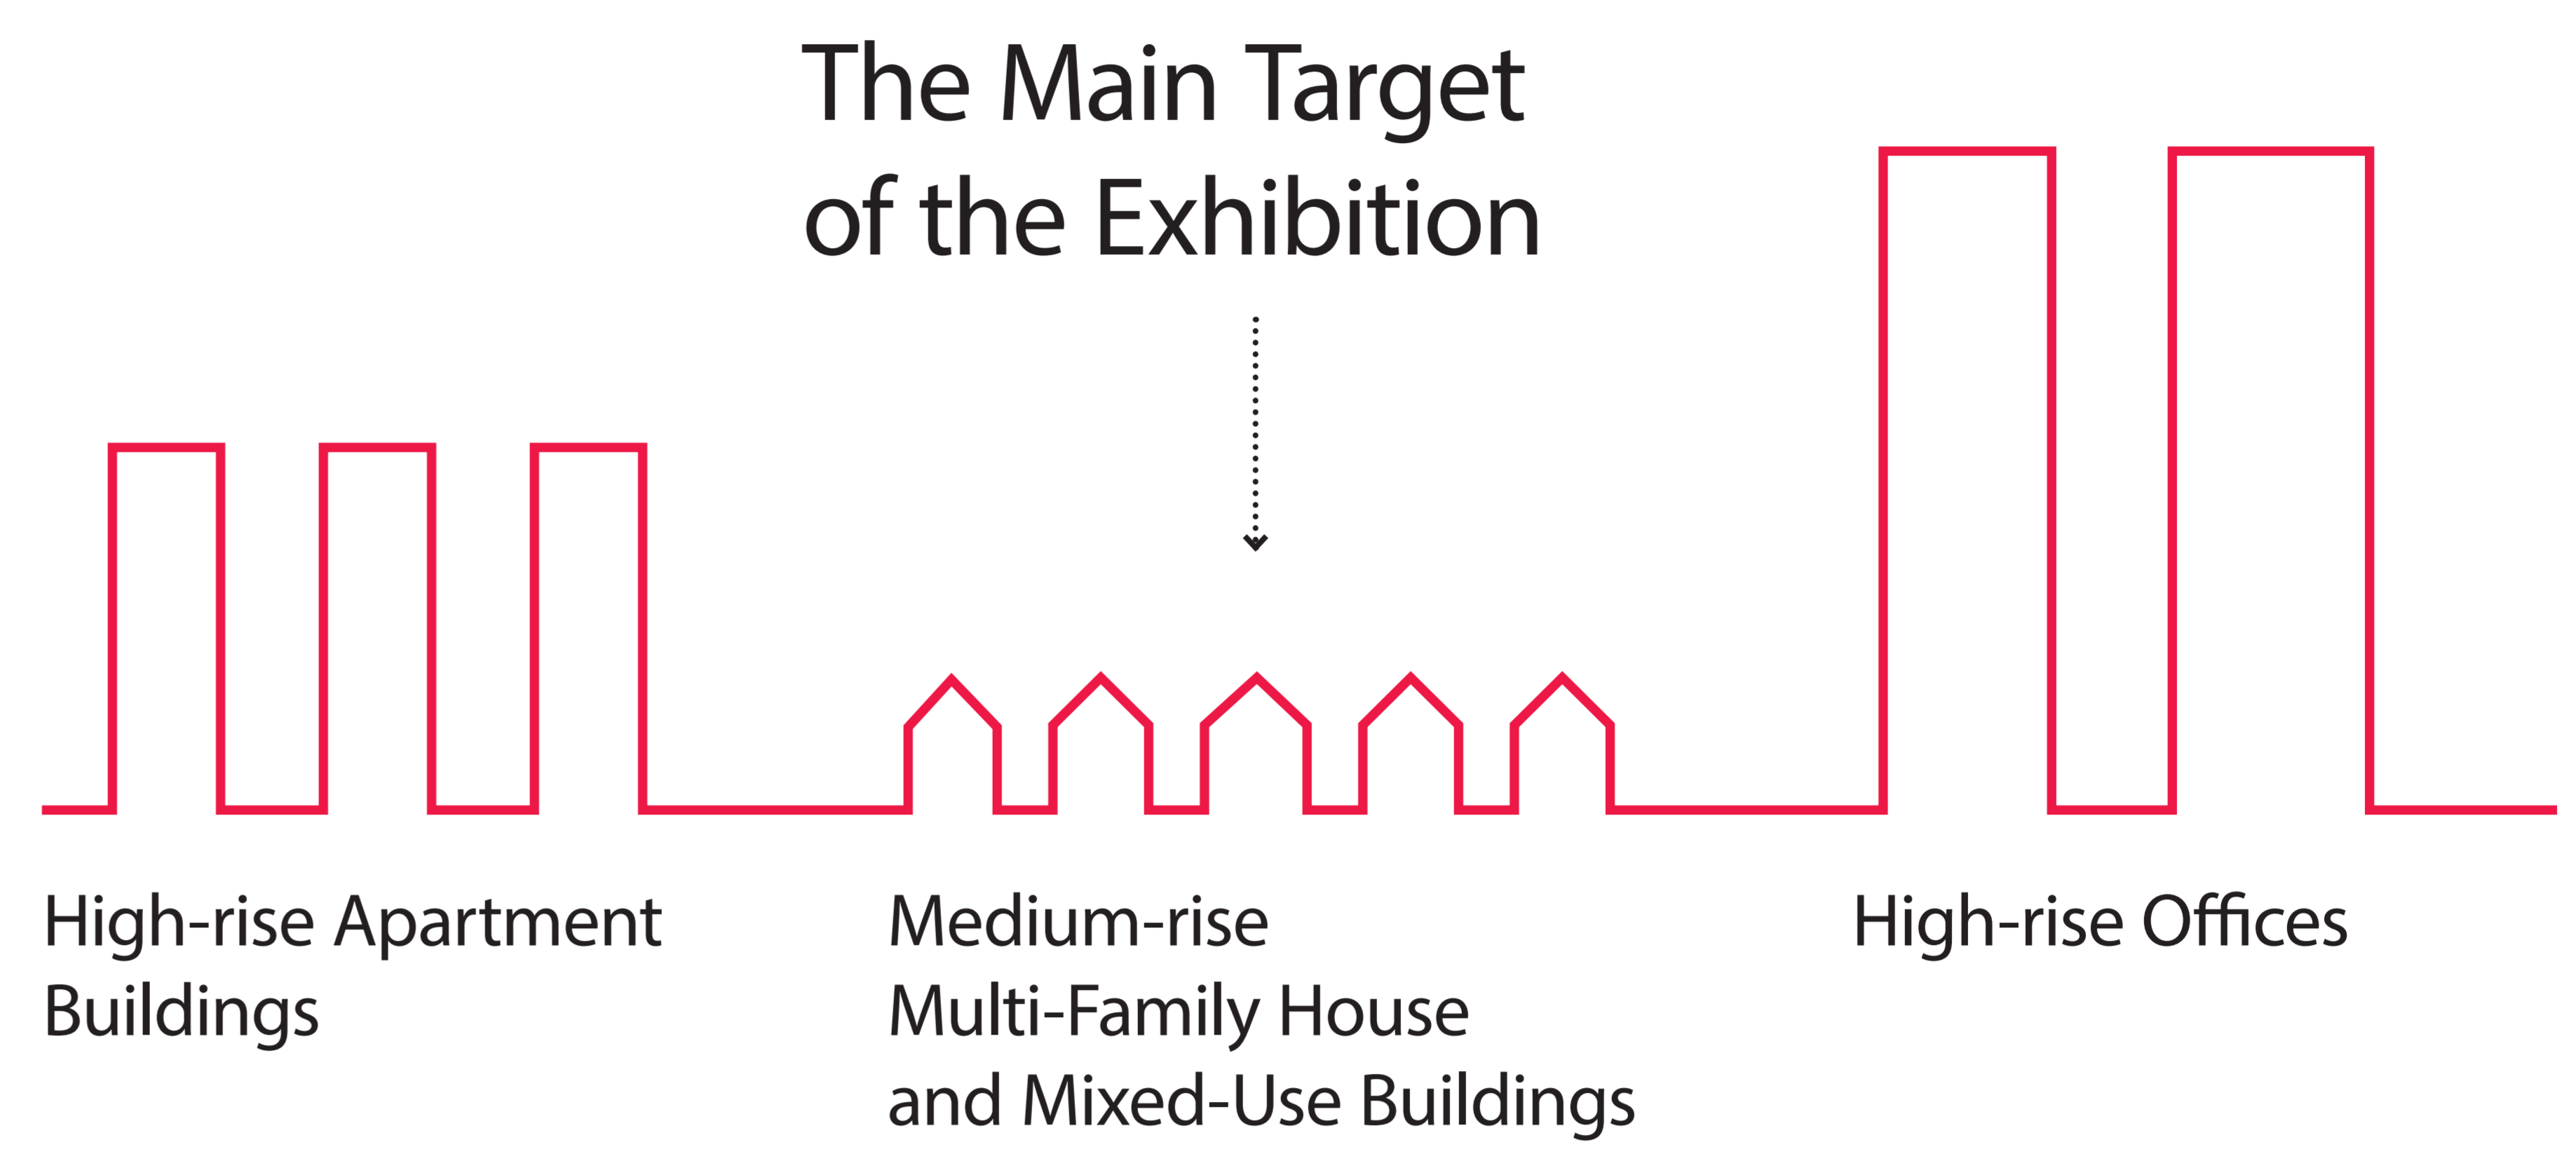 The Main Target
of the Exhibition
High-rise Apartment
Buildings
Medium-rise
Multi-Family House
and Mixed-Use Buildings
High-rise Offices